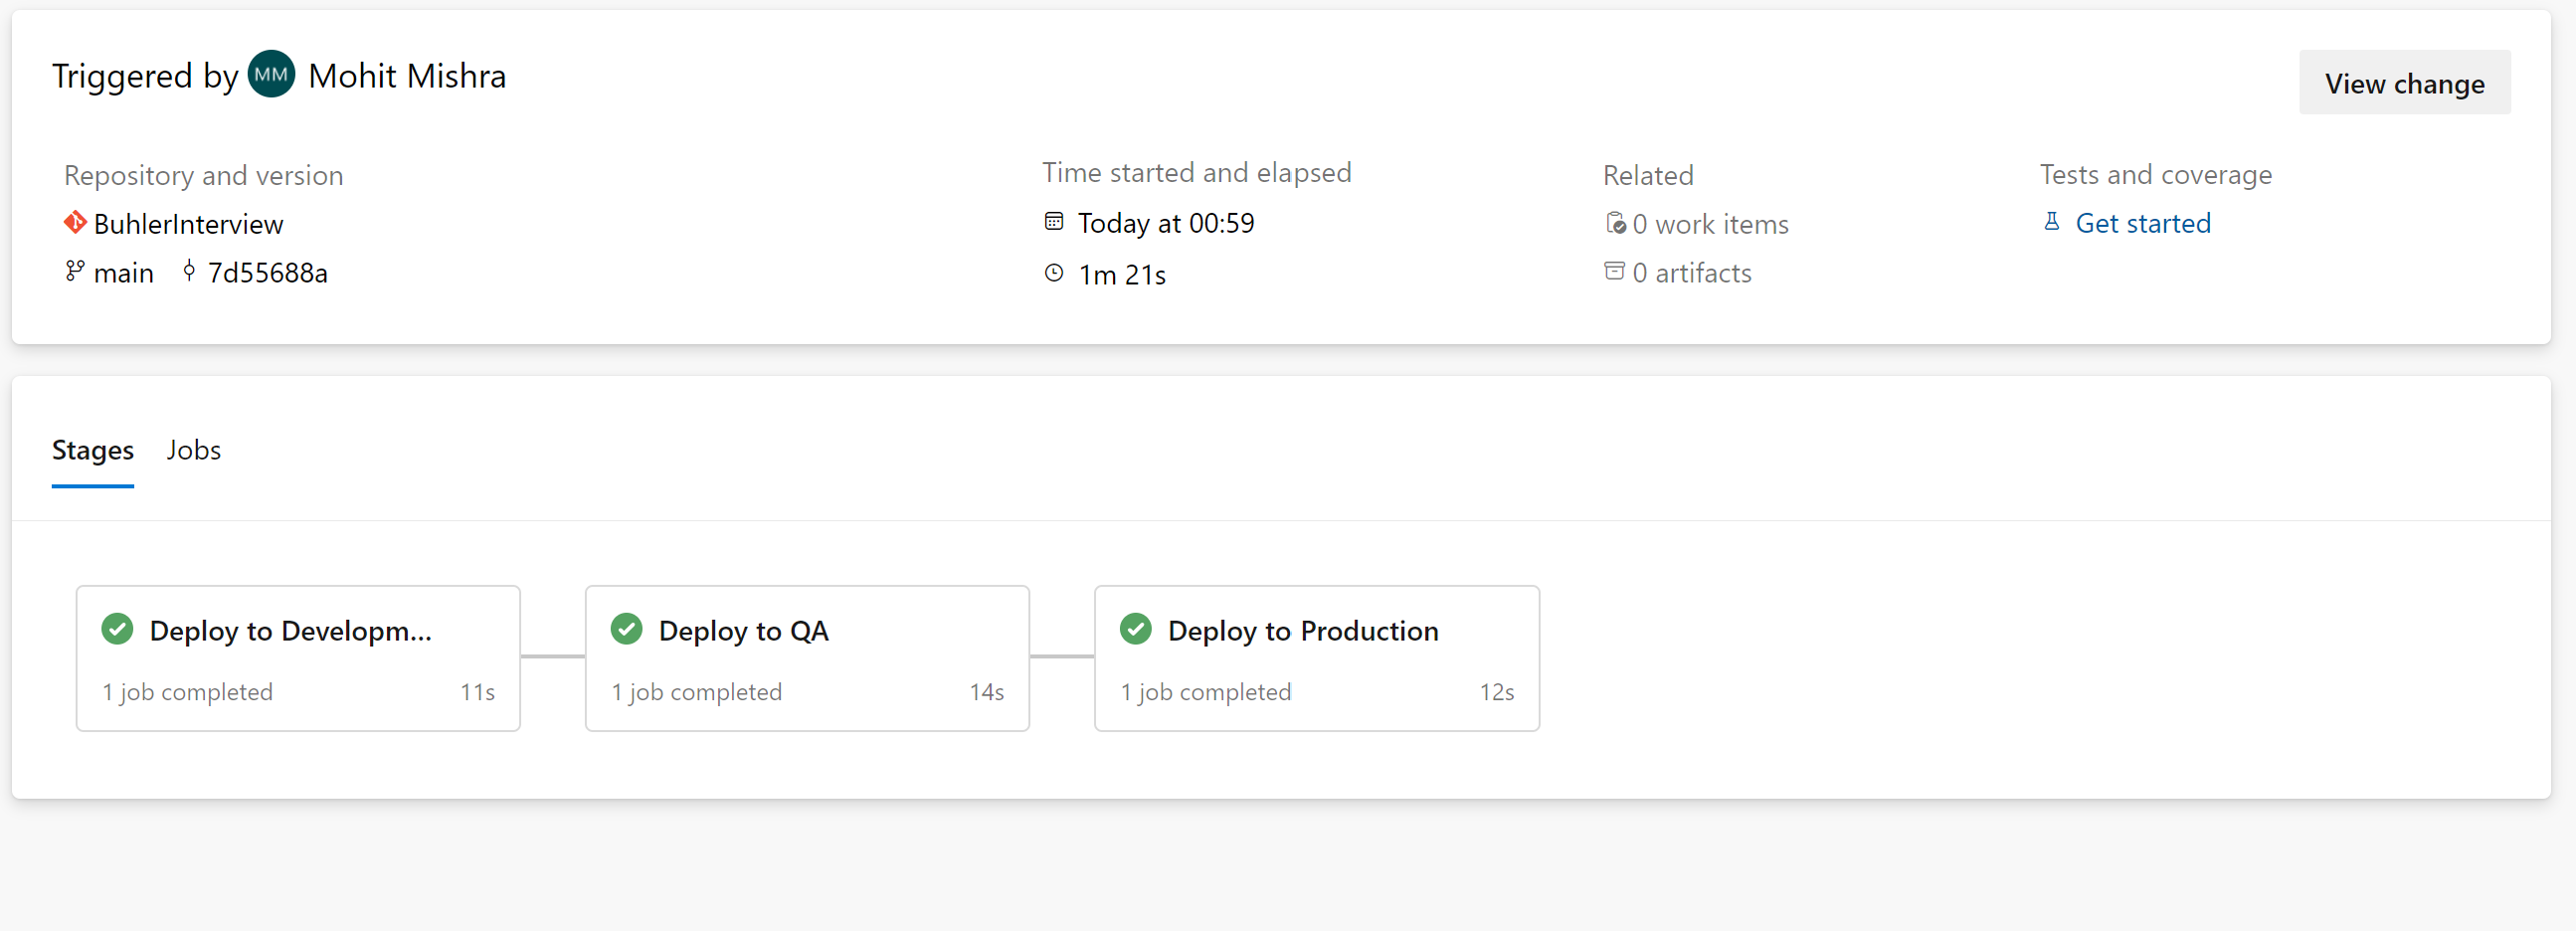 Triggered by MM Mohit Mishra
View change
Repository and version
BuhlerInterview
main 7d55688a
Time started and elapsed
Today at 00:59
1m 21s
Related
0 work items
0 artifacts
Tests and coverage
Get started
Stages Jobs
Deploy to Developm...
1 job completed 11s
Deploy to QA
1 job completed 14s
Deploy to Production
1 job completed 12s